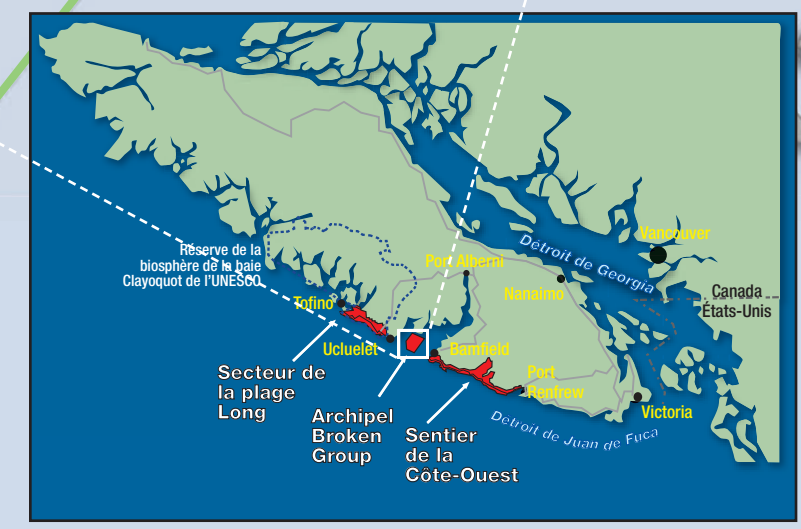 Vancouver
Détroit de Georgia
Réserve de la
biosphère de la baie
Clayoquot de l'UNESCO
Port Alberni
Nanaimo
Canada
États-Unis
Tofino
Ucluelet
Bamfield
Secteur de
la plage
Long
Port
Renfrew
Archipel
Broken
Group
Sentier
de la
Côte-Ouest
Victoria
Détroit de Juan de Fuca